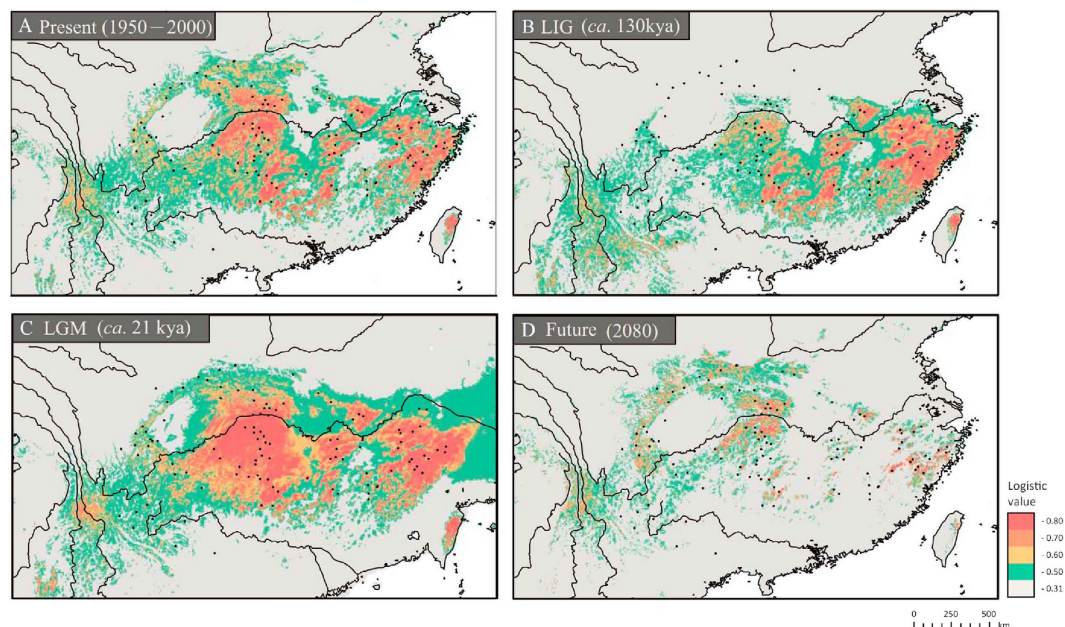 A Present (1950 – 2000)
B LIG (ca. 130kya)
C LGM (ca. 21 kya)
D Future (2080)
Logistic
value
- 0.80
- 0.70
- 0.60
- 0.50
- 0.31
0 250 500
km